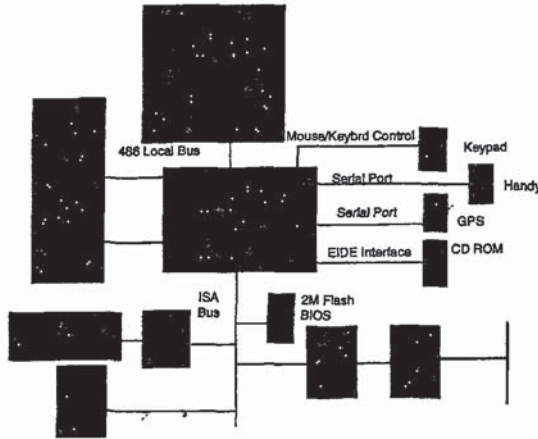 486 Local Bus
Mouse/Keybrd Control
Keypad
Serial Port
Handy
Serial Port
GPS
EIDE Interface
CD ROM
ISA
Bus
2M Flash
BIOS